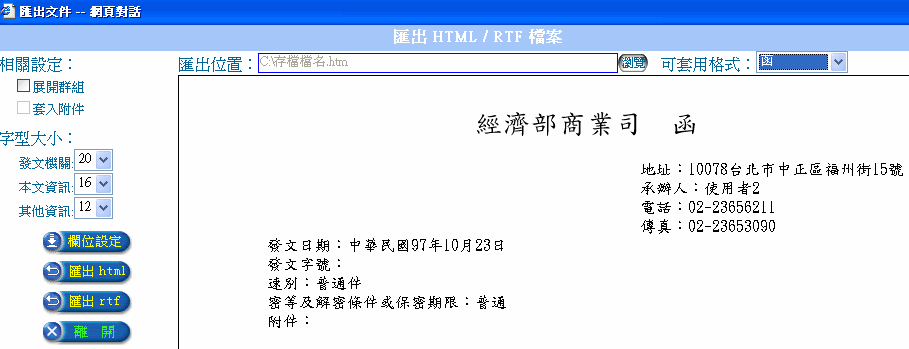 匯出文件 -- 網頁對話
匯出 HTML / RTF 檔案
相關設定：
展開群組
套入附件
字型大小：
發文機關: 20
本文資訊: 16
其他資訊: 12
欄位設定
匯出 html
匯出 rtf
離 開
匯出位置： C:\存檔檔名.htm 瀏覽 可套用格式： 函
經濟部商業司 函
地址：10078台北市中正區福州街15號
承辦人：使用者2
電話：02-23656211
傳真：02-23653090
發文日期：中華民國97年10月23日
發文字號：
速別：普通件
密等及解密條件或保密期限：普通
附件：